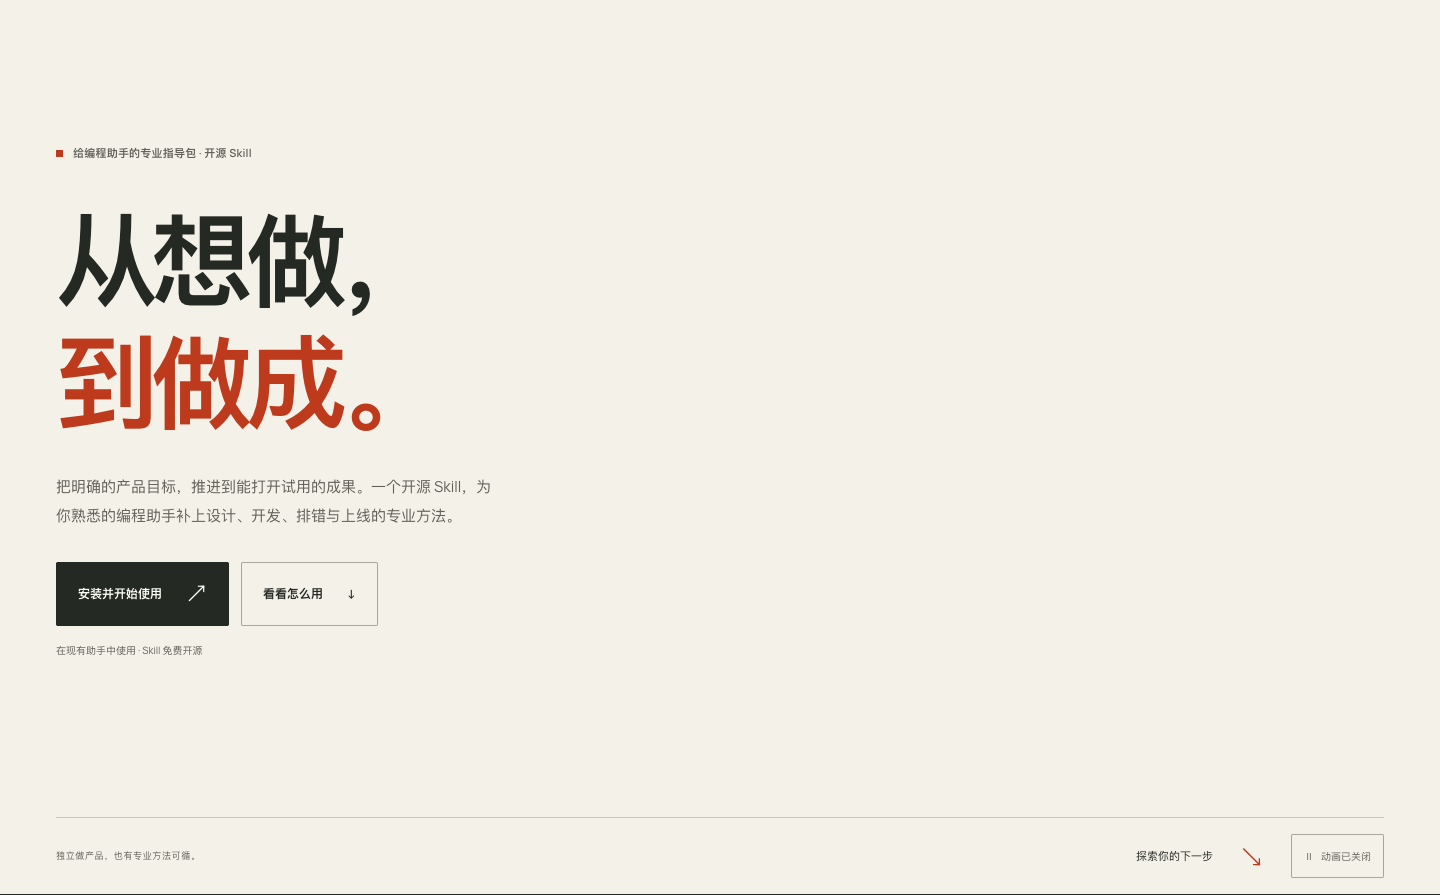 给编程助手的专业指导包 · 开源 Skill
从想做，
到做成。
把明确的产品目标，推进到能打开试用的成果。一个开源 Skill，为
你熟悉的编程助手补上设计、开发、排错与上线的专业方法。
安装并开始使用 ↗
看看怎么用 ↓
在现有助手中使用 · Skill 免费开源
独立做产品，也有专业方法可循。
探索你的下一步 ↘
动画已关闭